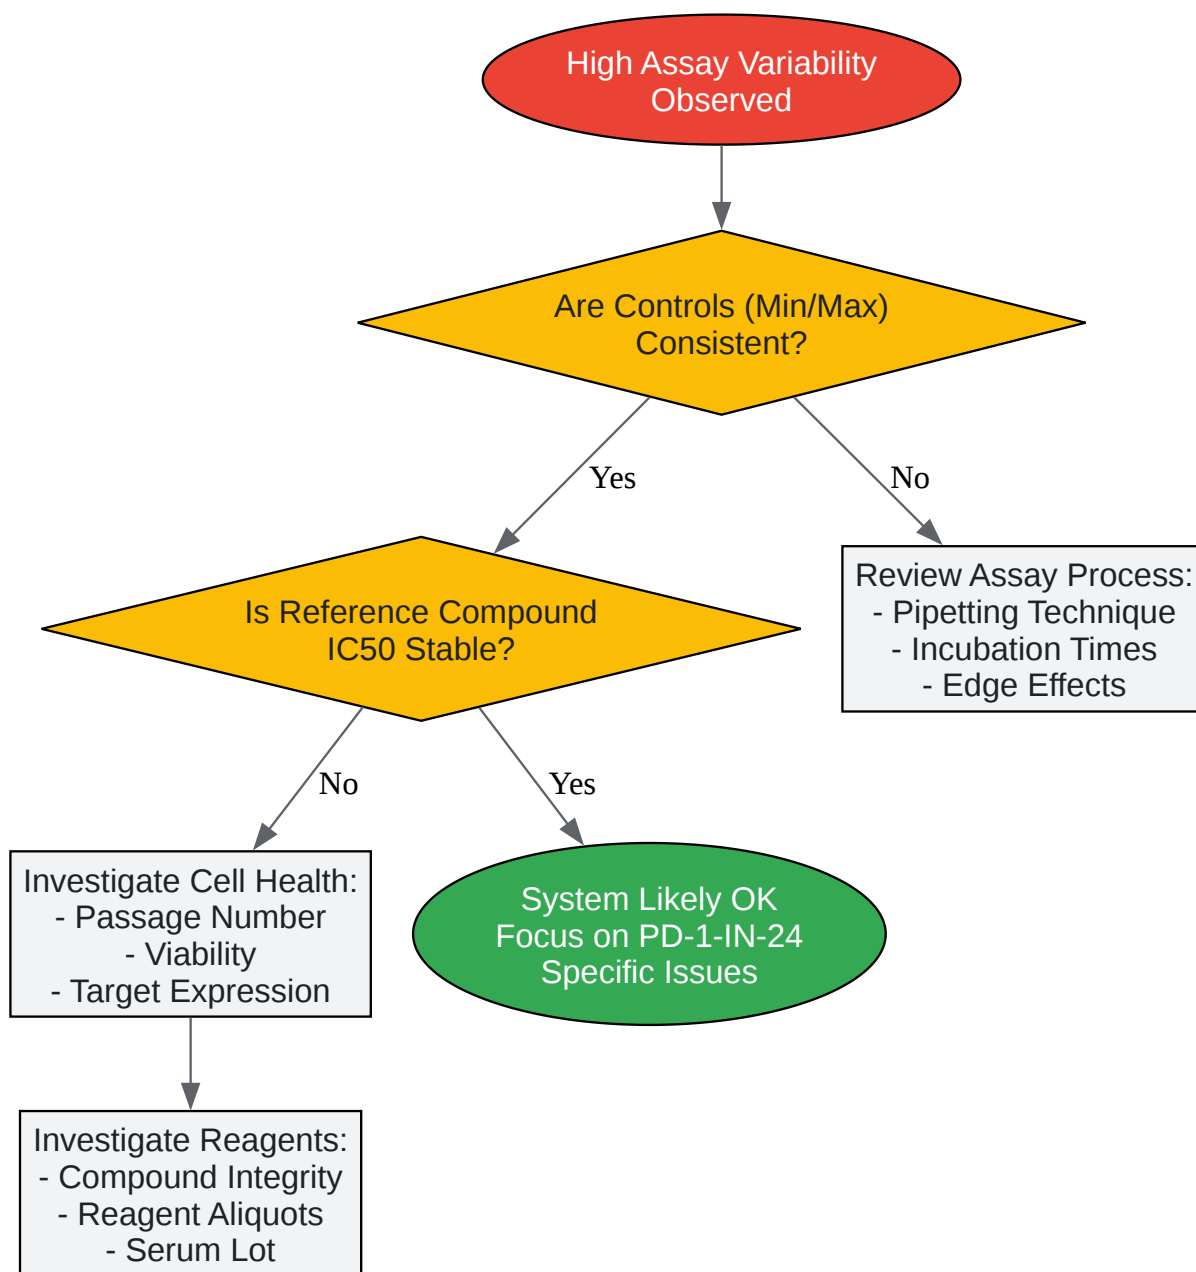 High Assay Variability
Observed
Are Controls (Min/Max)
Consistent?
Yes
No
Is Reference Compound
IC50 Stable?
Review Assay Process:
- Pipetting Technique
- Incubation Times
- Edge Effects
No
Yes
Investigate Cell Health:
- Passage Number
- Viability
- Target Expression
System Likely OK
Focus on PD-1-IN-24
Specific Issues
Investigate Reagents:
- Compound Integrity
- Reagent Aliquots
- Serum Lot